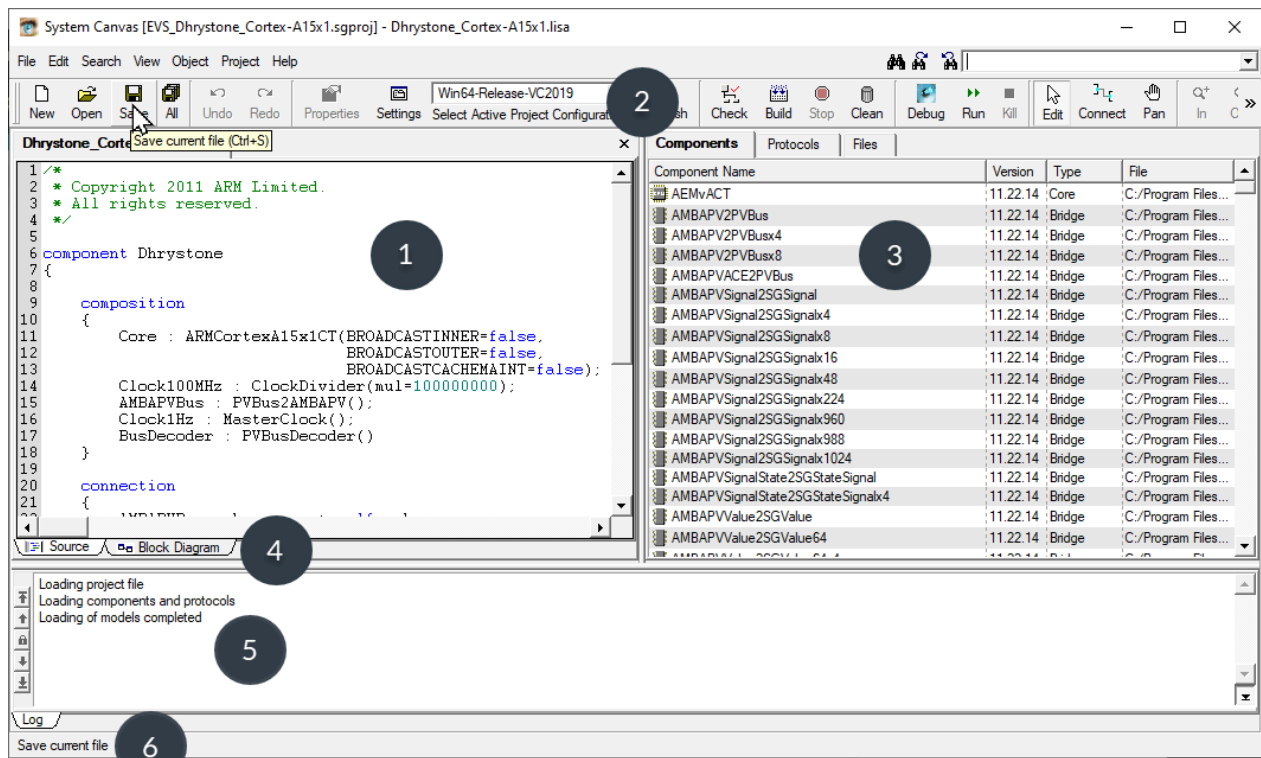 System Canvas [EVS_Dhrystone_Cortex-A15x1.sgproj] - Dhrystone_Cortex-A15x1.lisa
File Edit Search View Object Project Help
Win64-Release-VC2019
New Open Save All Undo Redo Properties Settings Select Active Project Check Build Stop Clean Debug Run Kill Edit Connect Pan In
2
Save current file (Ctrl+S)
Components Protocols Files
1 /*
2 * Copyright 2011 ARM Limited.
3 * All rights reserved.
4 */
5
6 component Dhrystone
7 {
8
9 composition
10 {
11 Core : ARMCortexA15x1CT(BROADCASTINNER=false,
12 BROADCASTOUTER=false,
13 BROADCASTCACHEMAINT=false);
14 Clock100MHz : ClockDivider(mul=100000000);
15 AMBAPVBus : PVBus2AMBAPV();
16 Clock1Hz : MasterClock();
17 BusDecoder : PVBusDecoder()
18 }
19
20 connection
21 {
1
Source Block Diagram
4
Component Name Version Type File
AEMvACT 11.22.14 Core C:/Program Files...
AMBAPV2PVBus 11.22.14 Bridge C:/Program Files...
AMBAPV2PVBusx4 11.22.14 Bridge C:/Program Files...
AMBAPV2PVBusx8 11.22.14 Bridge C:/Program Files...
AMBAPVACE2PVBus 11.22.14 Bridge C:/Program Files...
AMBAPVSignal2SGSignal 11.22.14 Bridge C:/Program Files...
AMBAPVSignal2SGSignalx4 11.22.14 Bridge C:/Program Files...
AMBAPVSignal2SGSignalx8 11.22.14 Bridge C:/Program Files...
AMBAPVSignal2SGSignalx16 11.22.14 Bridge C:/Program Files...
AMBAPVSignal2SGSignalx48 11.22.14 Bridge C:/Program Files...
AMBAPVSignal2SGSignalx224 11.22.14 Bridge C:/Program Files...
AMBAPVSignal2SGSignalx960 11.22.14 Bridge C:/Program Files...
AMBAPVSignal2SGSignalx988 11.22.14 Bridge C:/Program Files...
AMBAPVSignal2SGSignalx1024 11.22.14 Bridge C:/Program Files...
AMBAPVSignalState2SGStateSignal 11.22.14 Bridge C:/Program Files...
AMBAPVSignalState2SGStateSignalx4 11.22.14 Bridge C:/Program Files...
AMBAPVValue2SGValue 11.22.14 Bridge C:/Program Files...
AMBAPVValue2SGValue64 11.22.14 Bridge C:/Program Files...
3
Loading project file
Loading components and protocols
Loading of models completed
5
Log
Save current file
6